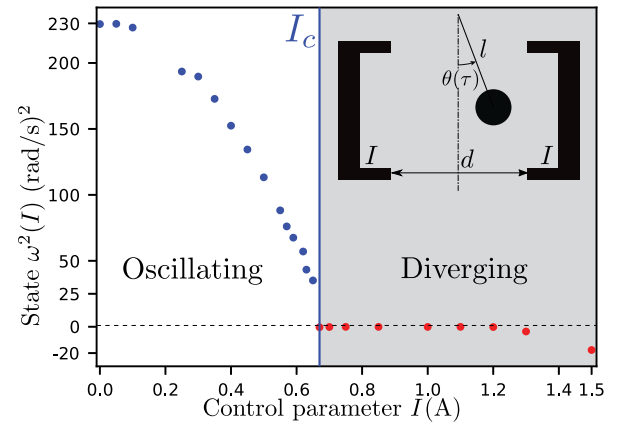 230
200
150
100
50
25
0
-20
State ω²(I) (rad/s)²
I_c
l
θ(τ)
I
d
I
Oscillating
Diverging
0.0 0.2 0.4 0.6 0.8 1.0 1.2 1.4 1.5
Control parameter I(A)